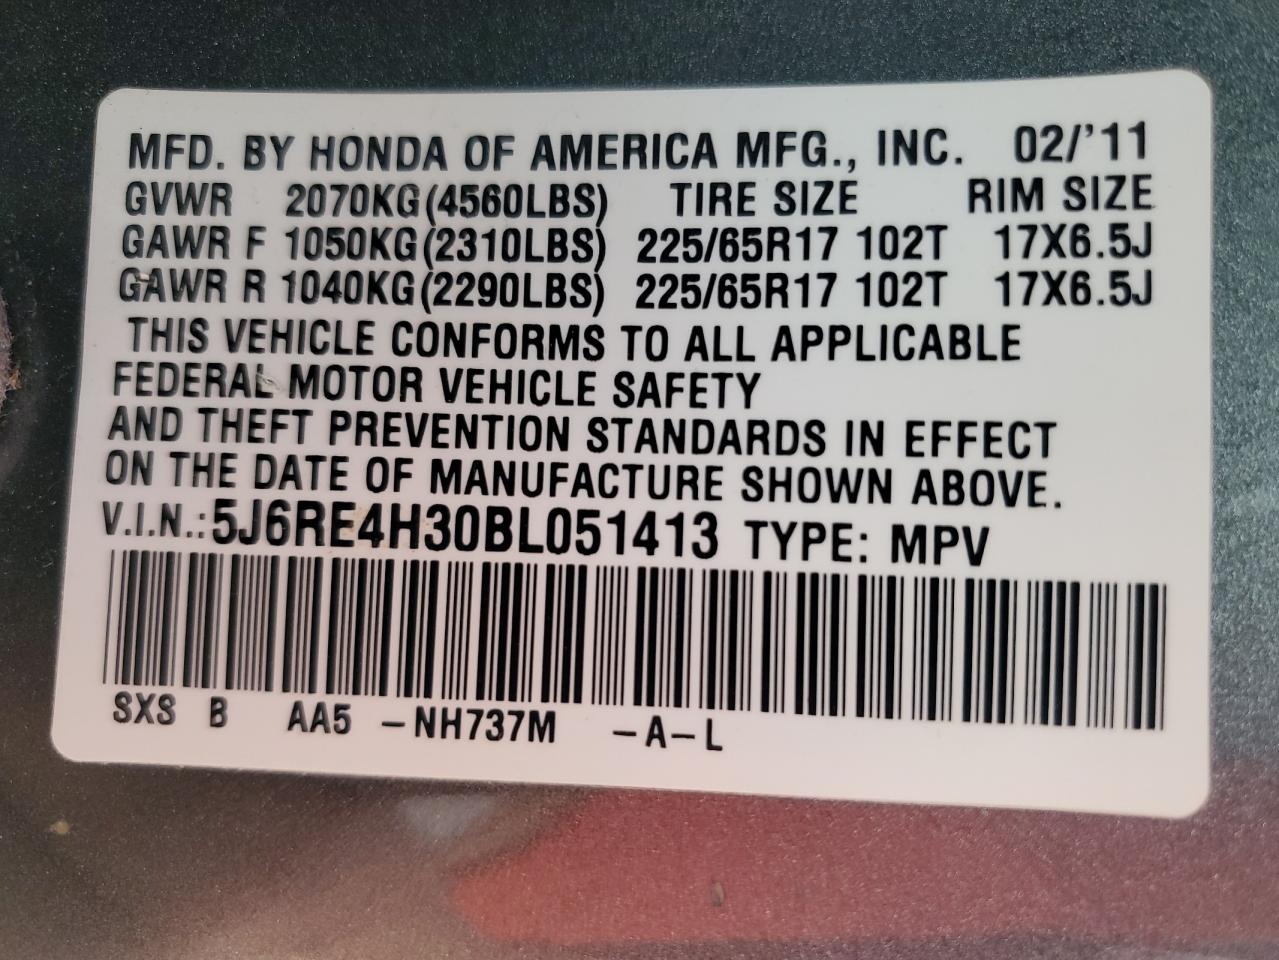 MFD. BY HONDA OF AMERICA MFG., INC. 02/'11
GVWR 2070KG(4560LBS) TIRE SIZE RIM SIZE
GAWR F 1050KG(2310LBS) 225/65R17 102T 17X6.5J
GAWR R 1040KG(2290LBS) 225/65R17 102T 17X6.5J
THIS VEHICLE CONFORMS TO ALL APPLICABLE
FEDERAL MOTOR VEHICLE SAFETY
AND THEFT PREVENTION STANDARDS IN EFFECT
ON THE DATE OF MANUFACTURE SHOWN ABOVE.
V.I.N.:5J6RE4H30BL051413 TYPE: MPV
SXS B AA5 -NH737M -A-L